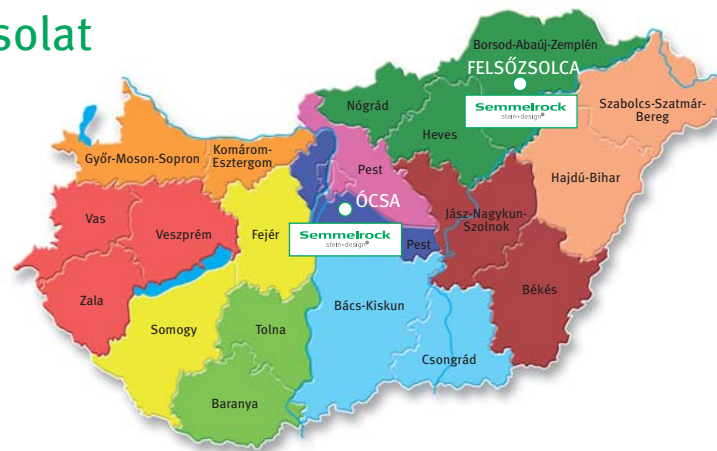 solat
Borsod-Abaúj-Zemplén
FELSŐZSOLCA
Semmelrock
stein+design®
Nógrád
Heves
Szabolcs-Szatmár-
Bereg
Győr-Moson-Sopron
Komárom-
Esztergom
Pest
Hajdú-Bihar
ÓCSA
Semmelrock
stein+design®
Vas
Veszprém
Fejér
Pest
Jász-Nagykun-
Szolnok
Zala
Somogy
Tolna
Bács-Kiskun
Békés
Csongrád
Baranya